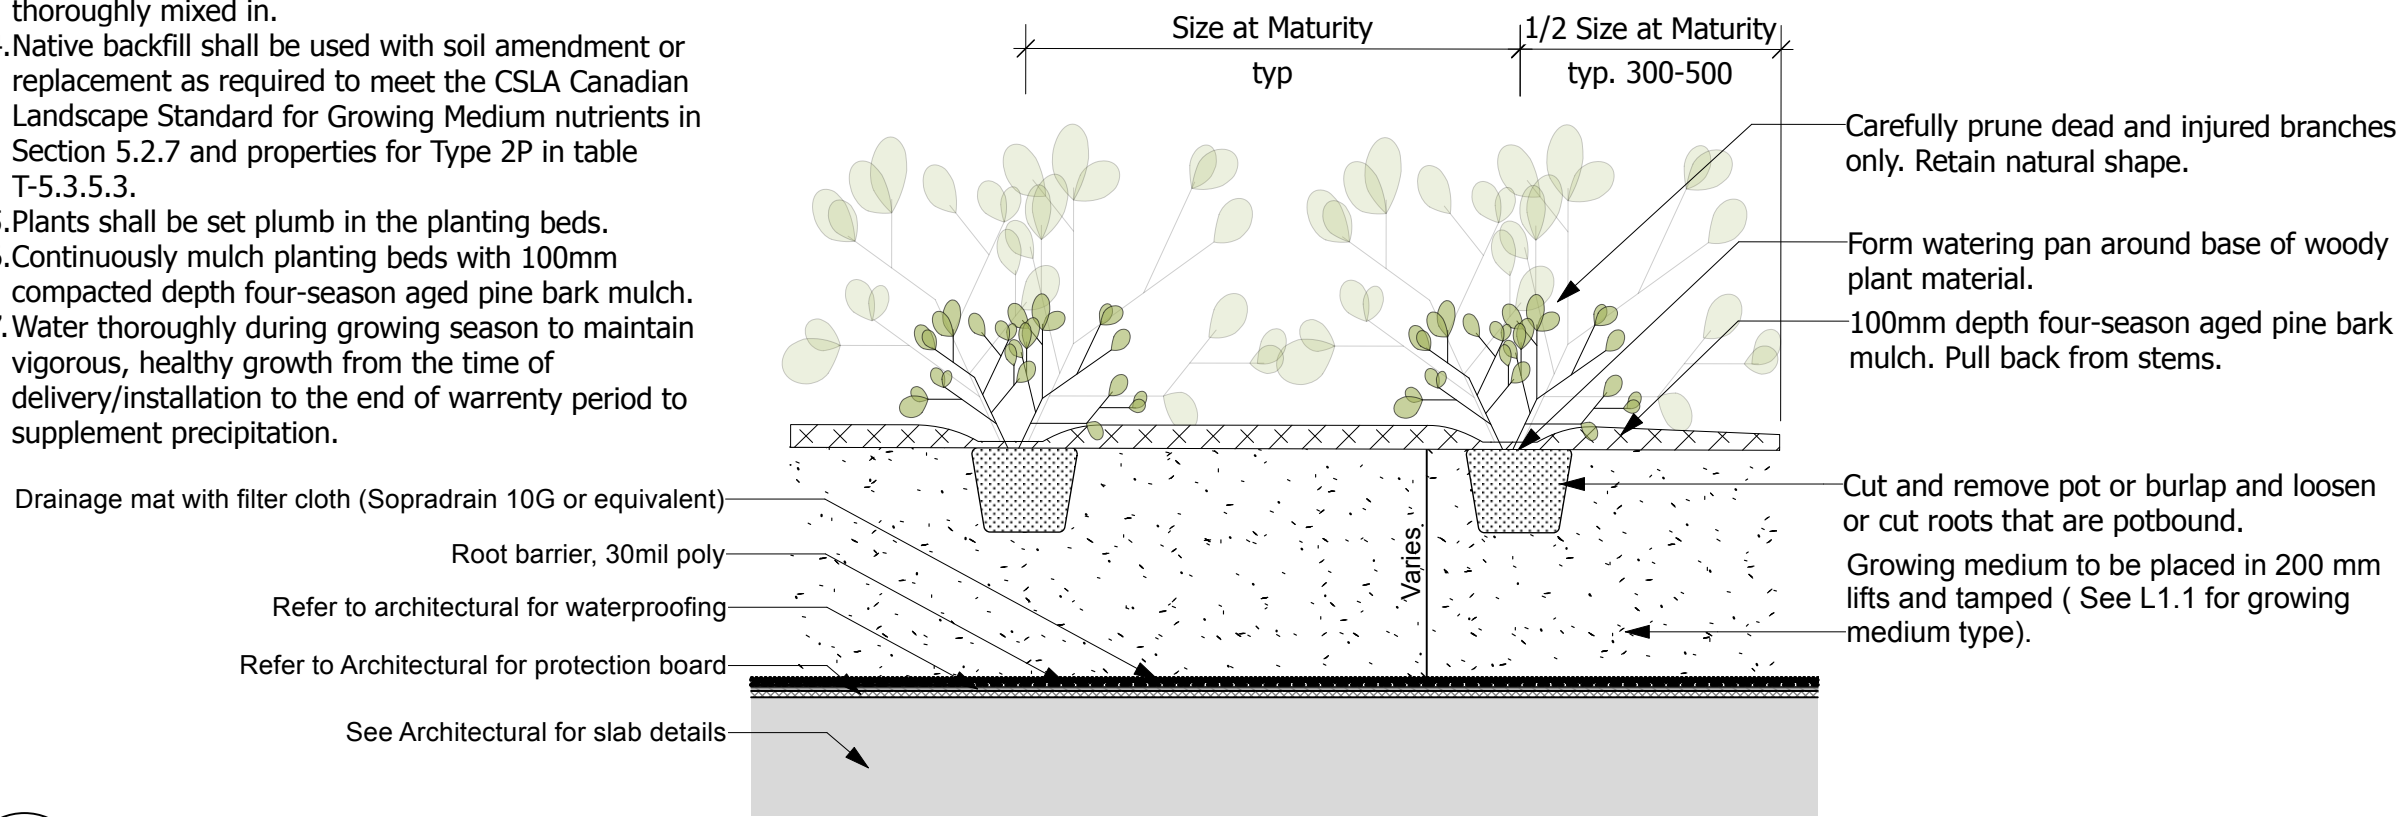 thoroughly mixed in.
.Native backfill shall be used with soil amendment or
replacement as required to meet the CSLA Canadian
Landscape Standard for Growing Medium nutrients in
Section 5.2.7 and properties for Type 2P in table
T-5.3.5.3.
.Plants shall be set plumb in the planting beds.
.Continuously mulch planting beds with 100mm
compacted depth four-season aged pine bark mulch.
.Water thoroughly during growing season to maintain
vigorous, healthy growth from the time of
delivery/installation to the end of warrenty period to
supplement precipitation.
Size at Maturity
typ
1/2 Size at Maturity
typ. 300-500
Carefully prune dead and injured branches
only. Retain natural shape.
Form watering pan around base of woody
plant material.
100mm depth four-season aged pine bark
mulch. Pull back from stems.
Cut and remove pot or burlap and loosen
or cut roots that are potbound.
Growing medium to be placed in 200 mm
lifts and tamped ( See L1.1 for growing
medium type).
Varies
Drainage mat with filter cloth (Sopradrain 10G or equivalent)
Root barrier, 30mil poly
Refer to architectural for waterproofing
Refer to Architectural for protection board
See Architectural for slab details